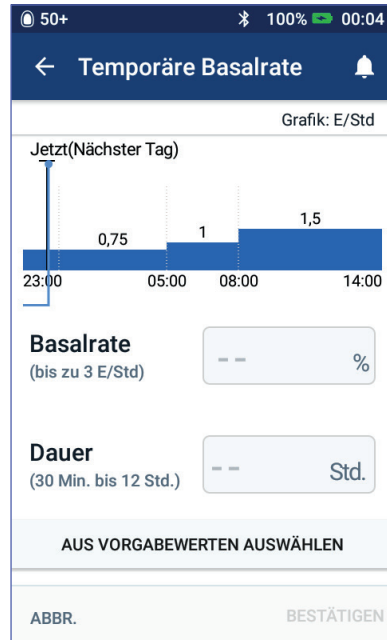 50+ 100% 00:04
Temporäre Basalrate
Grafik: E/Std
Jetzt(Nächster Tag)
0,75 1 1,5
23:00 05:00 08:00 14:00
Basalrate
(bis zu 3 E/Std)
-- %
Dauer
(30 Min. bis 12 Std.)
-- Std.
AUS VORGABEWERTEN AUSWÄHLEN
ABBR. BESTÄTIGEN